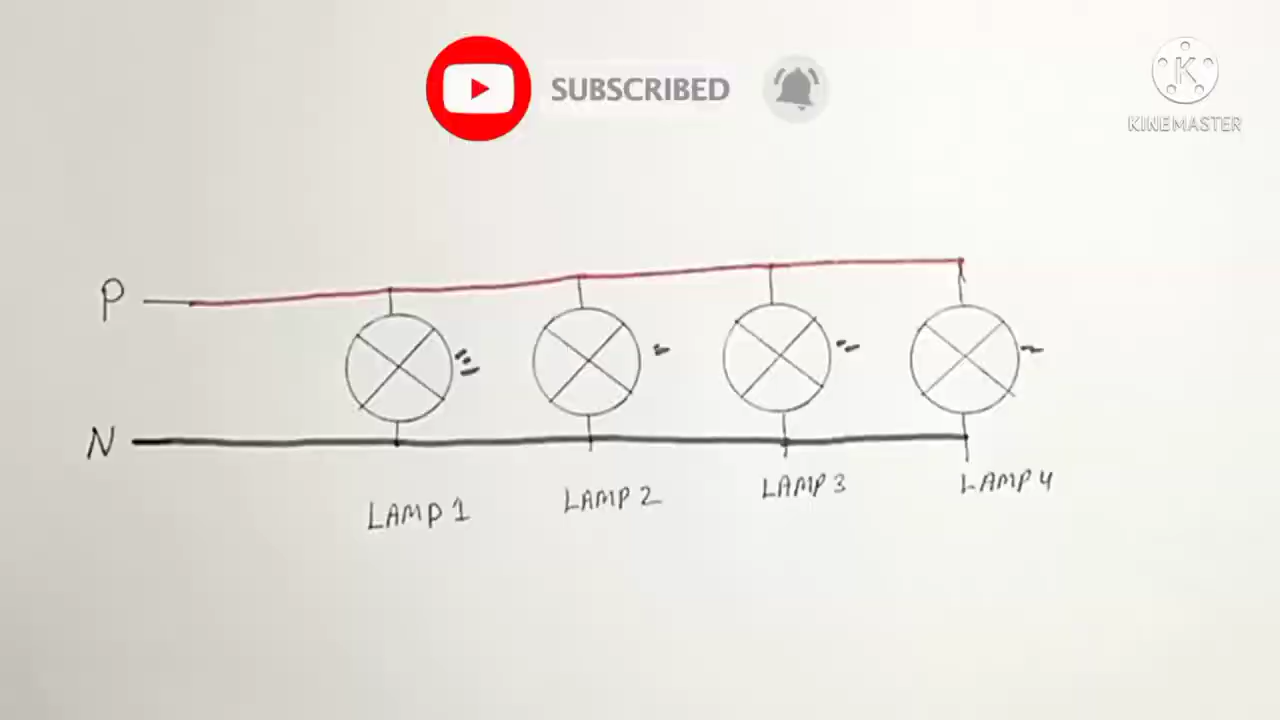 SUBSCRIBED
KINEMASTER
P
N
LAMP 1
LAMP 2
LAMP 3
LAMP 4